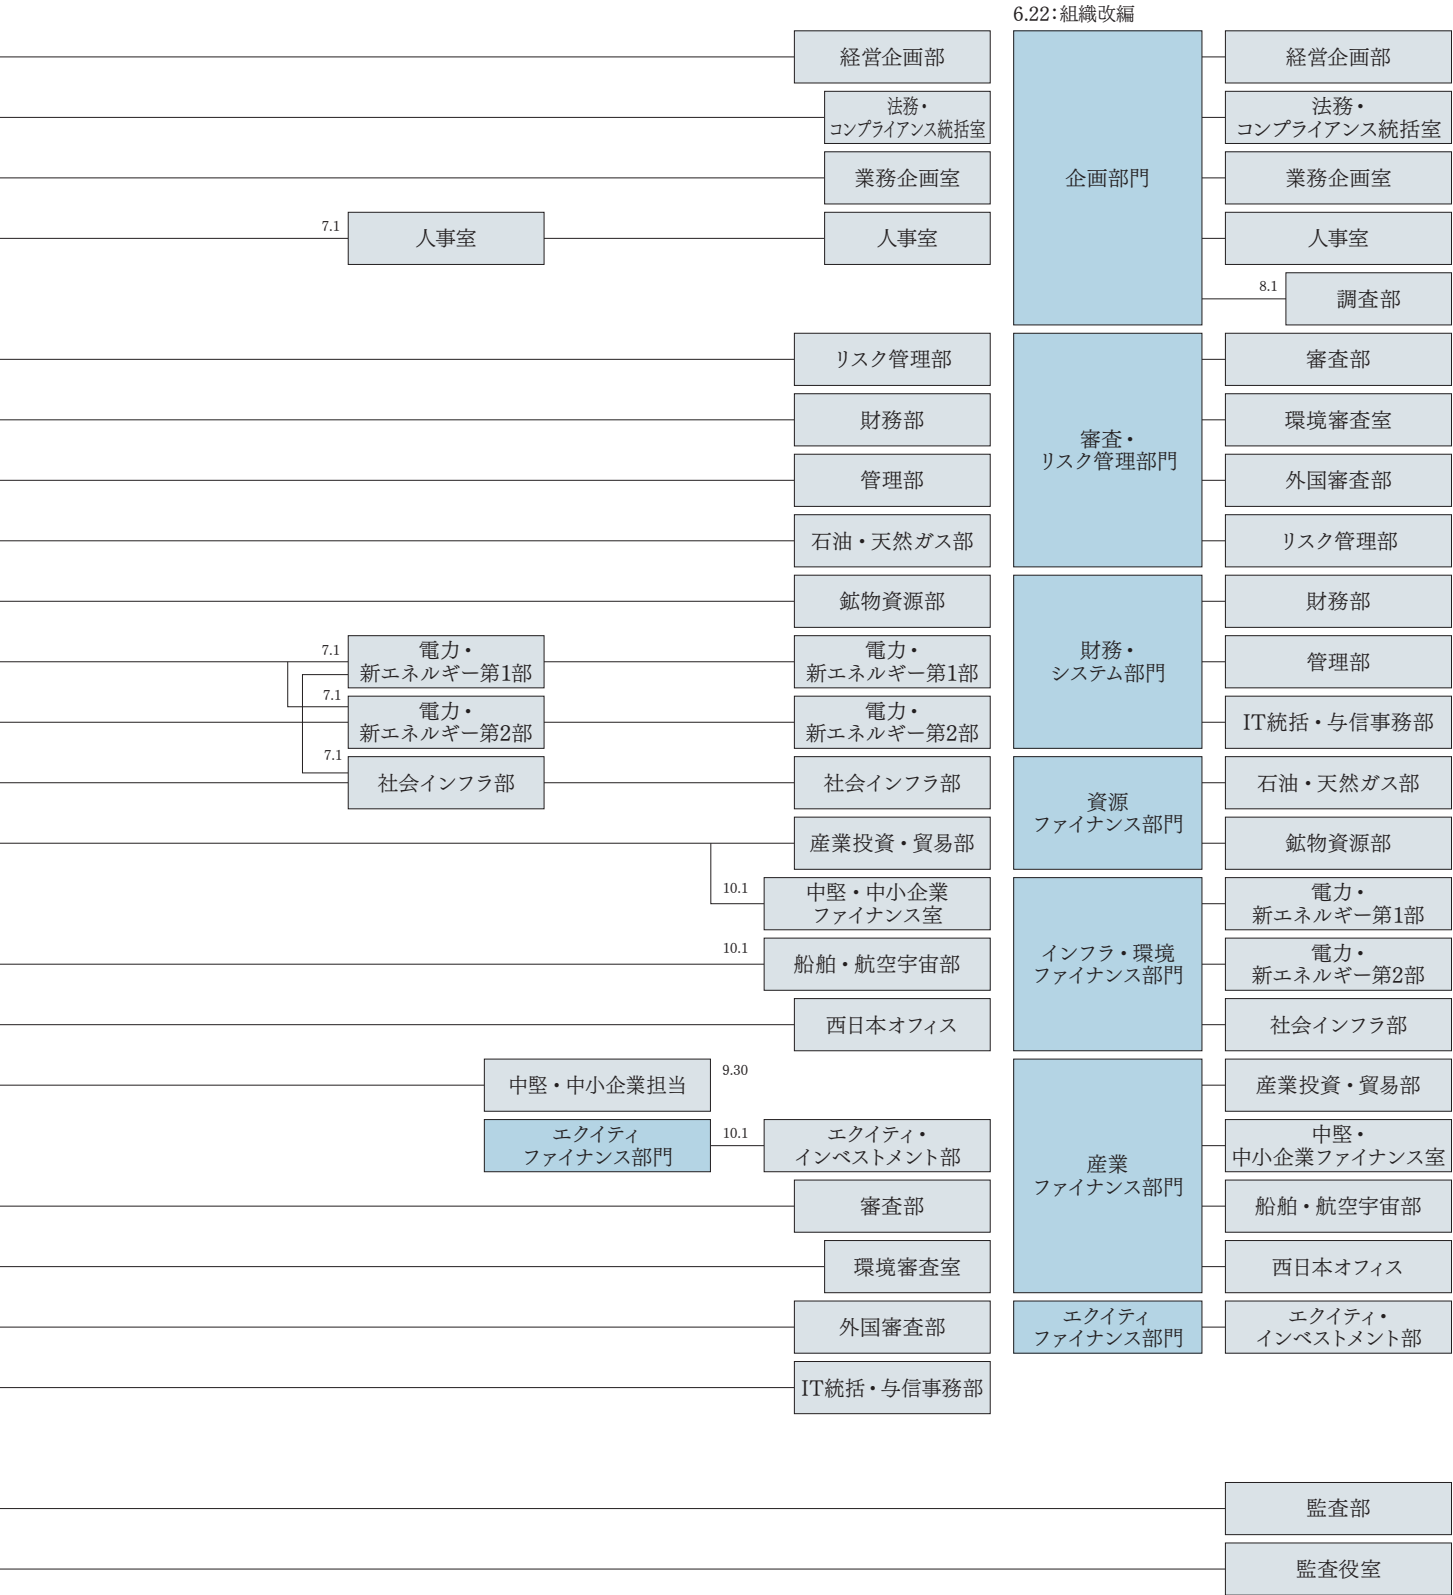 6.22：組織改編
経営企画部
企画部門
経営企画部
法務・
コンプライアンス統括室
法務・
コンプライアンス統括室
業務企画室
業務企画室
7.1
人事室
人事室
人事室
8.1
調査部
リスク管理部
審査・
リスク管理部門
審査部
財務部
環境審査室
管理部
外国審査部
石油・天然ガス部
リスク管理部
鉱物資源部
財務・
システム部門
財務部
7.1
電力・
新エネルギー第1部
電力・
新エネルギー第1部
管理部
7.1
電力・
新エネルギー第2部
電力・
新エネルギー第2部
IT統括・与信事務部
7.1
社会インフラ部
社会インフラ部
資源
ファイナンス部門
石油・天然ガス部
産業投資・貿易部
鉱物資源部
10.1
中堅・中小企業
ファイナンス室
インフラ・環境
ファイナンス部門
電力・
新エネルギー第1部
10.1
船舶・航空宇宙部
電力・
新エネルギー第2部
西日本オフィス
社会インフラ部
中堅・中小企業担当
9.30
産業
ファイナンス部門
産業投資・貿易部
エクイティ
ファイナンス部門
10.1
エクイティ・
インベストメント部
中堅・
中小企業ファイナンス室
審査部
船舶・航空宇宙部
環境審査室
西日本オフィス
外国審査部
エクイティ
ファイナンス部門
エクイティ・
インベストメント部
IT統括・与信事務部
監査部
監査役室